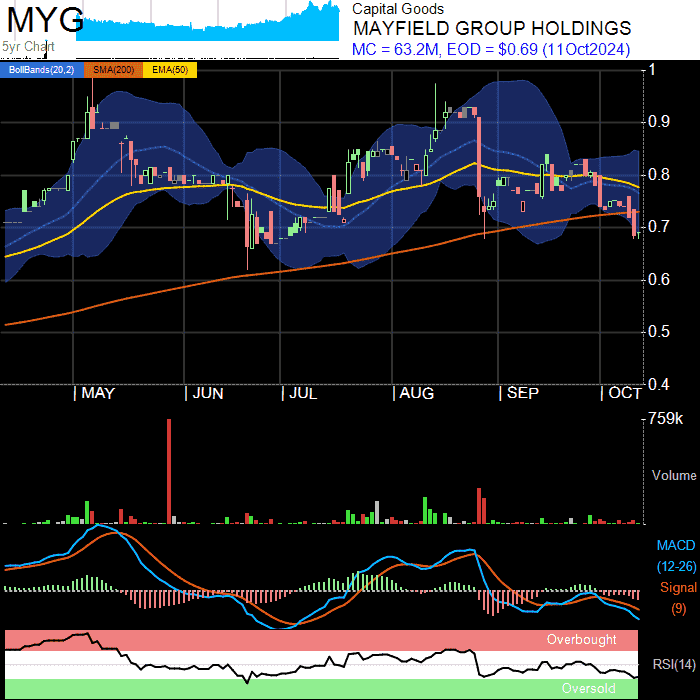 MYG
5yr Chart
Capital Goods
MAYFIELD GROUP HOLDINGS
MC = 63.2M, EOD = $0.69 (11Oct2024)
BollBands(20,2) SMA(200) EMA(50)
1
0.9
0.8
0.7
0.6
0.5
0.4
MAY JUN JUL AUG SEP OCT
759k
Volume
MACD
(12-26)
Signal
(9)
Overbought
RSI(14)
Oversold